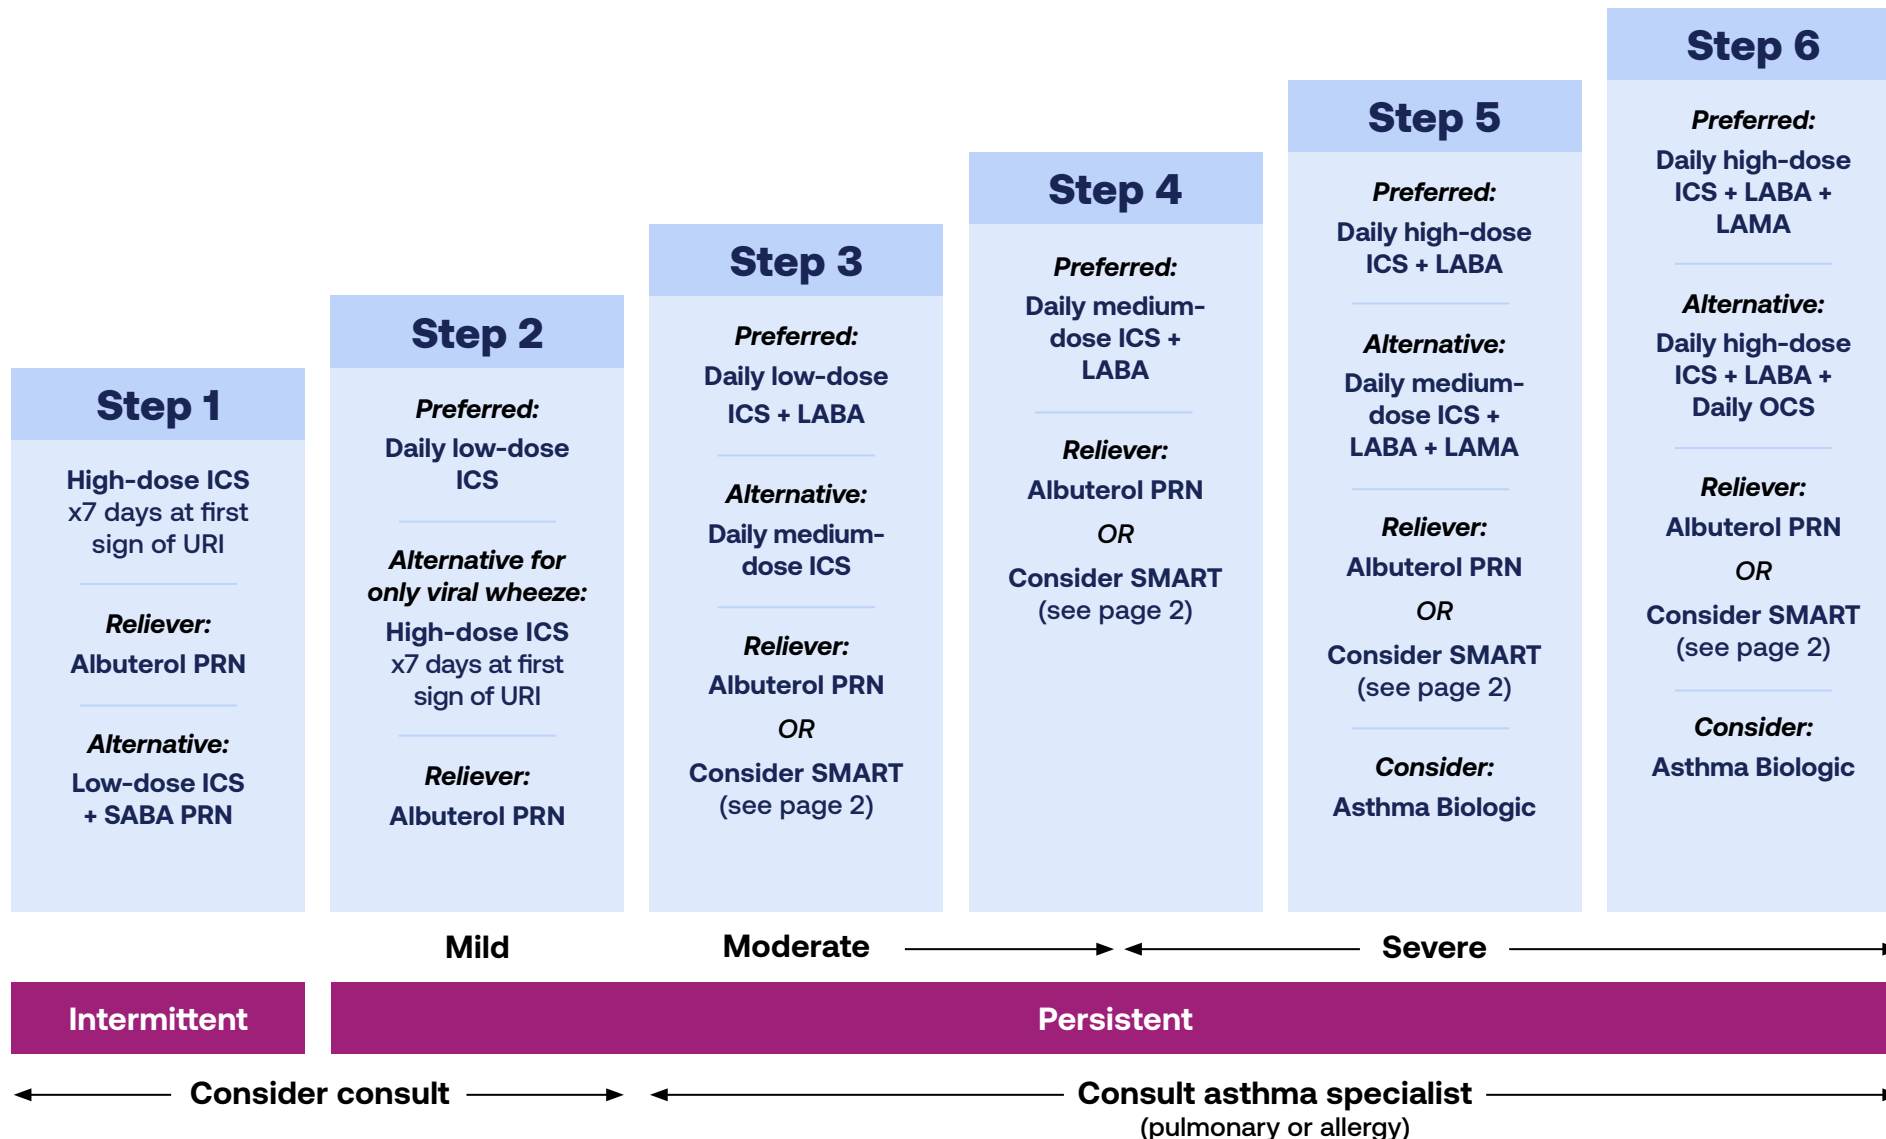 Step 1
High-dose ICS
x7 days at first
sign of URI
Reliever:
Albuterol PRN
Alternative:
Low-dose ICS
+ SABA PRN
Step 2
Preferred:
Daily low-dose
ICS
Alternative for
only viral wheeze:
High-dose ICS
x7 days at first
sign of URI
Reliever:
Albuterol PRN
Step 3
Preferred:
Daily low-dose
ICS + LABA
Alternative:
Daily medium-
dose ICS
Reliever:
Albuterol PRN
OR
Consider SMART
(see page 2)
Step 4
Preferred:
Daily medium-
dose ICS +
LABA
Reliever:
Albuterol PRN
OR
Consider SMART
(see page 2)
Step 5
Preferred:
Daily high-dose
ICS + LABA
Alternative:
Daily medium-
dose ICS +
LABA + LAMA
Reliever:
Albuterol PRN
OR
Consider SMART
(see page 2)
Consider:
Asthma Biologic
Step 6
Preferred:
Daily high-dose
ICS + LABA +
LAMA
Alternative:
Daily high-dose
ICS + LABA +
Daily OCS
Reliever:
Albuterol PRN
OR
Consider SMART
(see page 2)
Consider:
Asthma Biologic
Mild
Moderate
Severe
Intermittent
Persistent
Consider consult
Consult asthma specialist
(pulmonary or allergy)